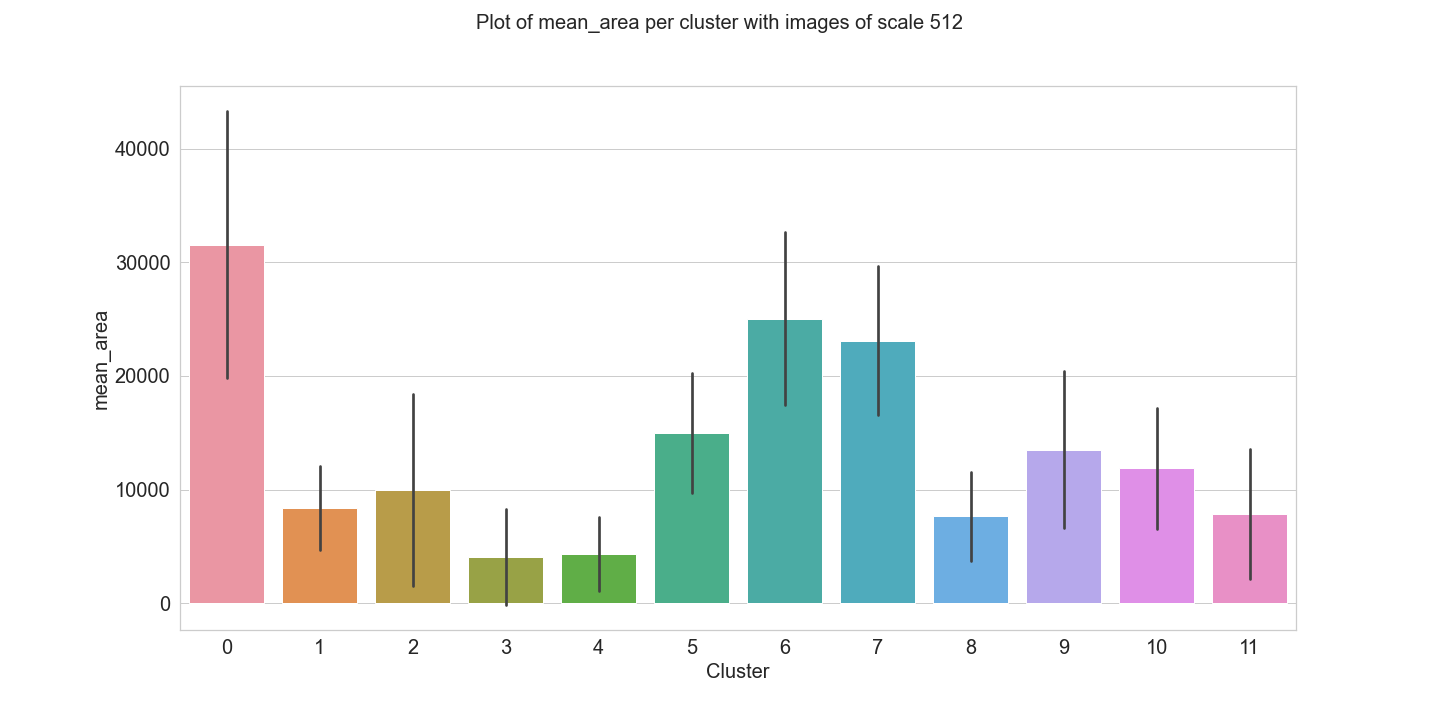 Plot of mean_area per cluster with images of scale 512
40000
30000
20000
10000
0
mean_area
0 1 2 3 4 5 6 7 8 9 10 11
Cluster